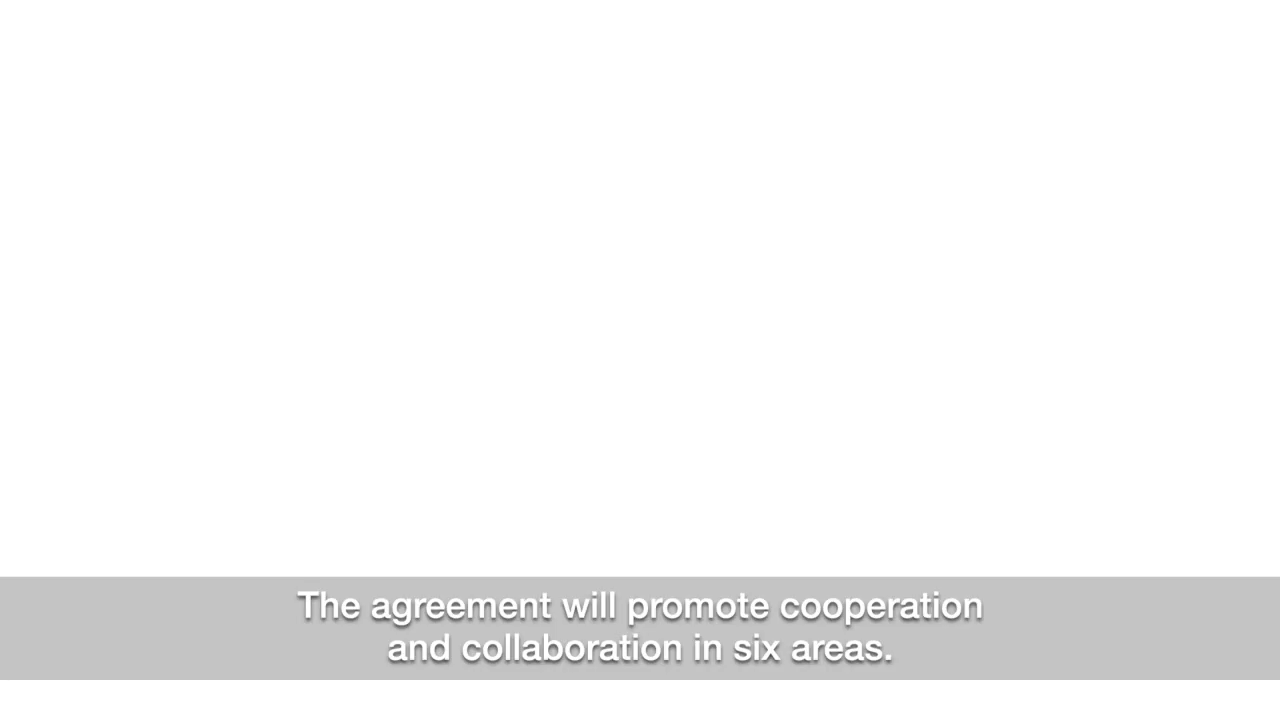 The agreement will promote cooperation
and collaboration in six areas.